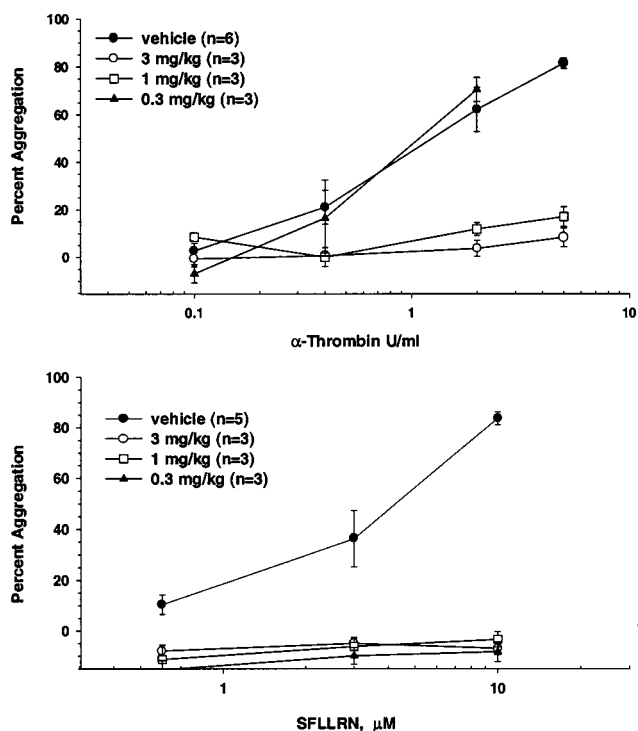 100
80
60
40
20
0
Percent Aggregation
vehicle (n=6)
3 mg/kg (n=3)
1 mg/kg (n=3)
0.3 mg/kg (n=3)
0.1
1
10
α-Thrombin U/ml
100
80
60
40
20
0
Percent Aggregation
vehicle (n=5)
3 mg/kg (n=3)
1 mg/kg (n=3)
0.3 mg/kg (n=3)
1
10
SFLLRN, μM